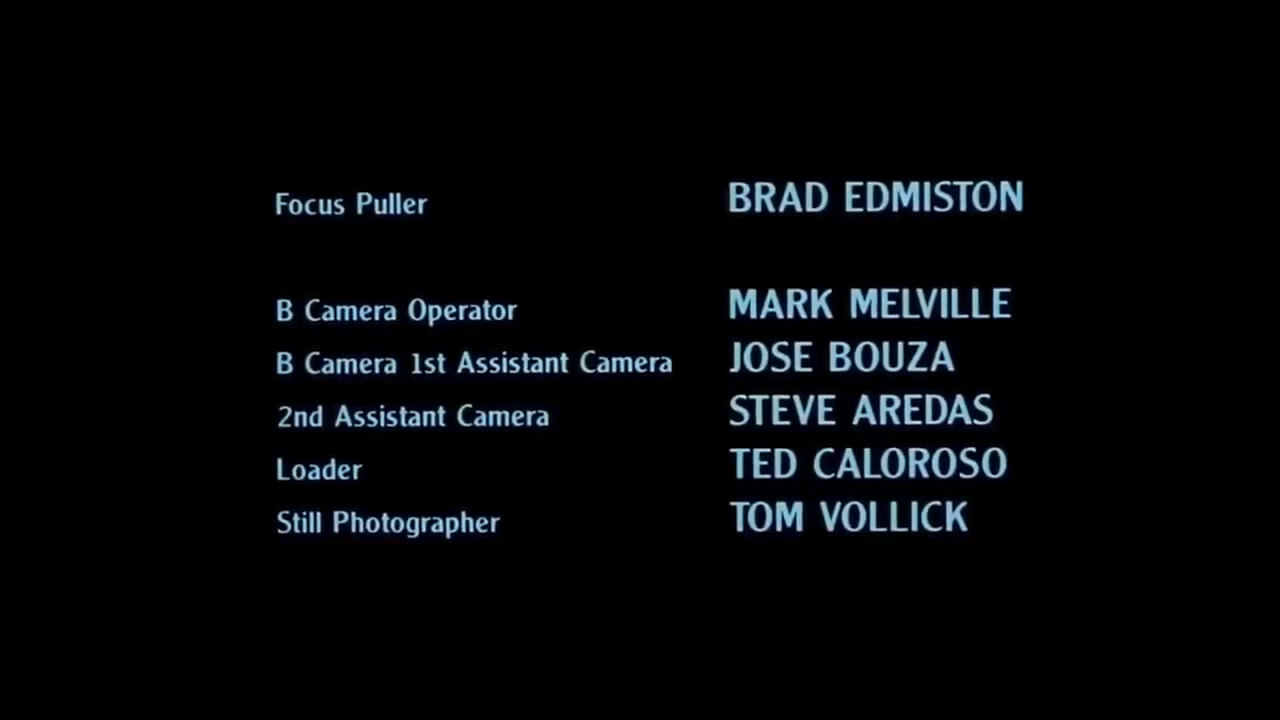 Focus Puller BRAD EDMISTON
B Camera Operator MARK MELVILLE
B Camera 1st Assistant Camera JOSE BOUZA
2nd Assistant Camera STEVE AREDAS
Loader TED CALOROSO
Still Photographer TOM VOLLICK